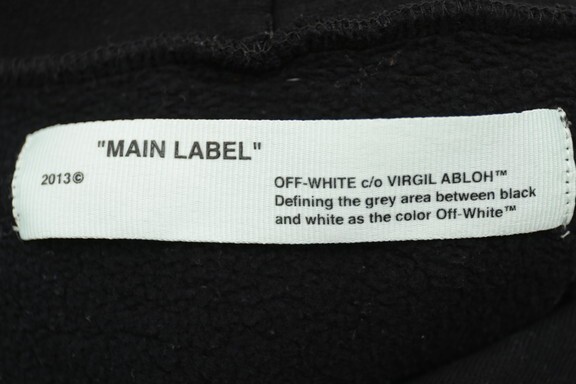 "MAIN LABEL"
2013©
OFF-WHITE c/o VIRGIL ABLOH™
Defining the grey area between black
and white as the color Off-White™